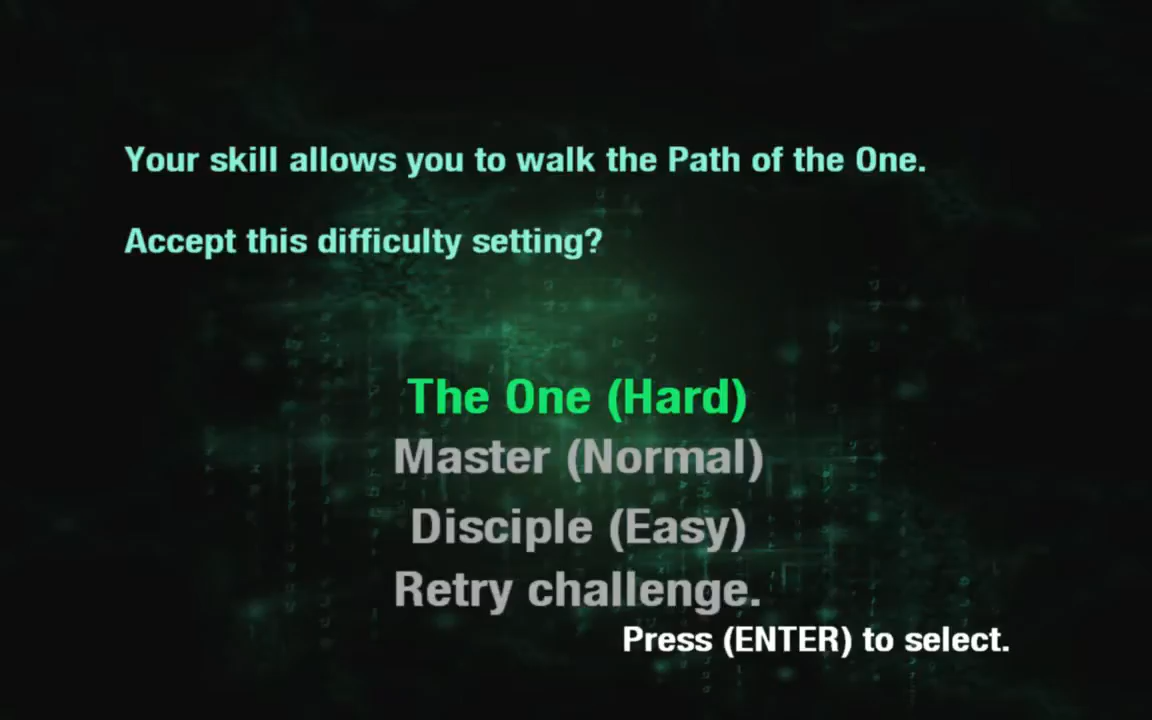 Your skill allows you to walk the Path of the One.
Accept this difficulty setting?
The One (Hard)
Master (Normal)
Disciple (Easy)
Retry challenge.
Press (ENTER) to select.